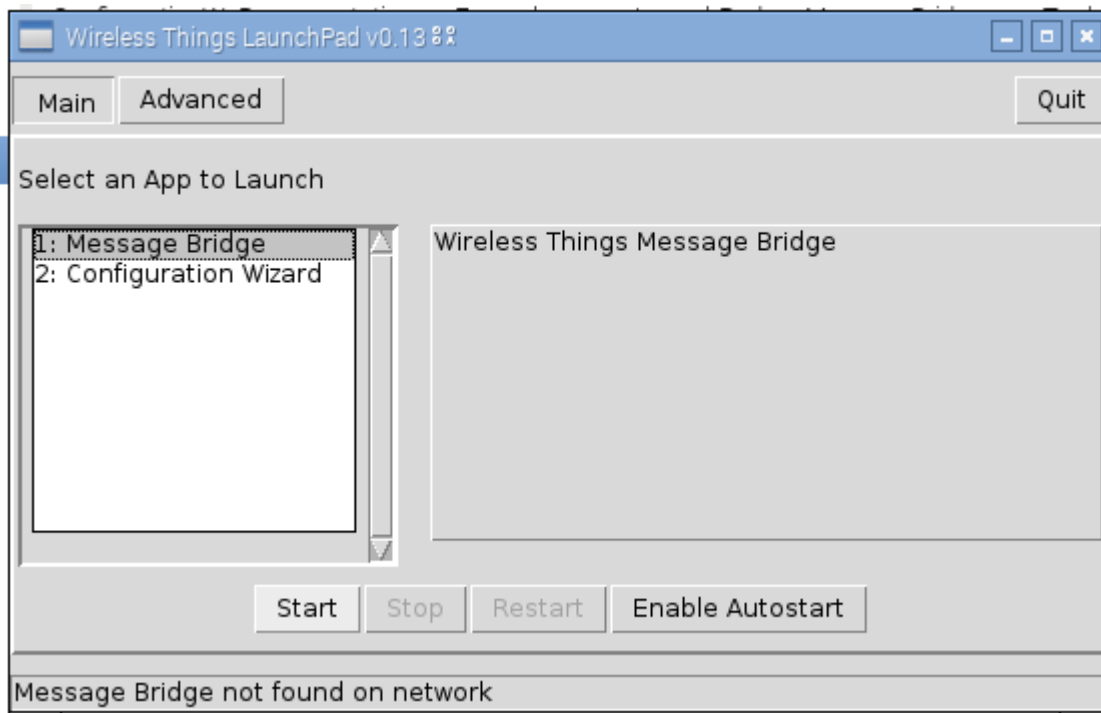 Wireless Things LaunchPad v0.13
Main
Advanced
Quit
Select an App to Launch
1: Message Bridge
2: Configuration Wizard
Wireless Things Message Bridge
Start
Stop
Restart
Enable Autostart
Message Bridge not found on network